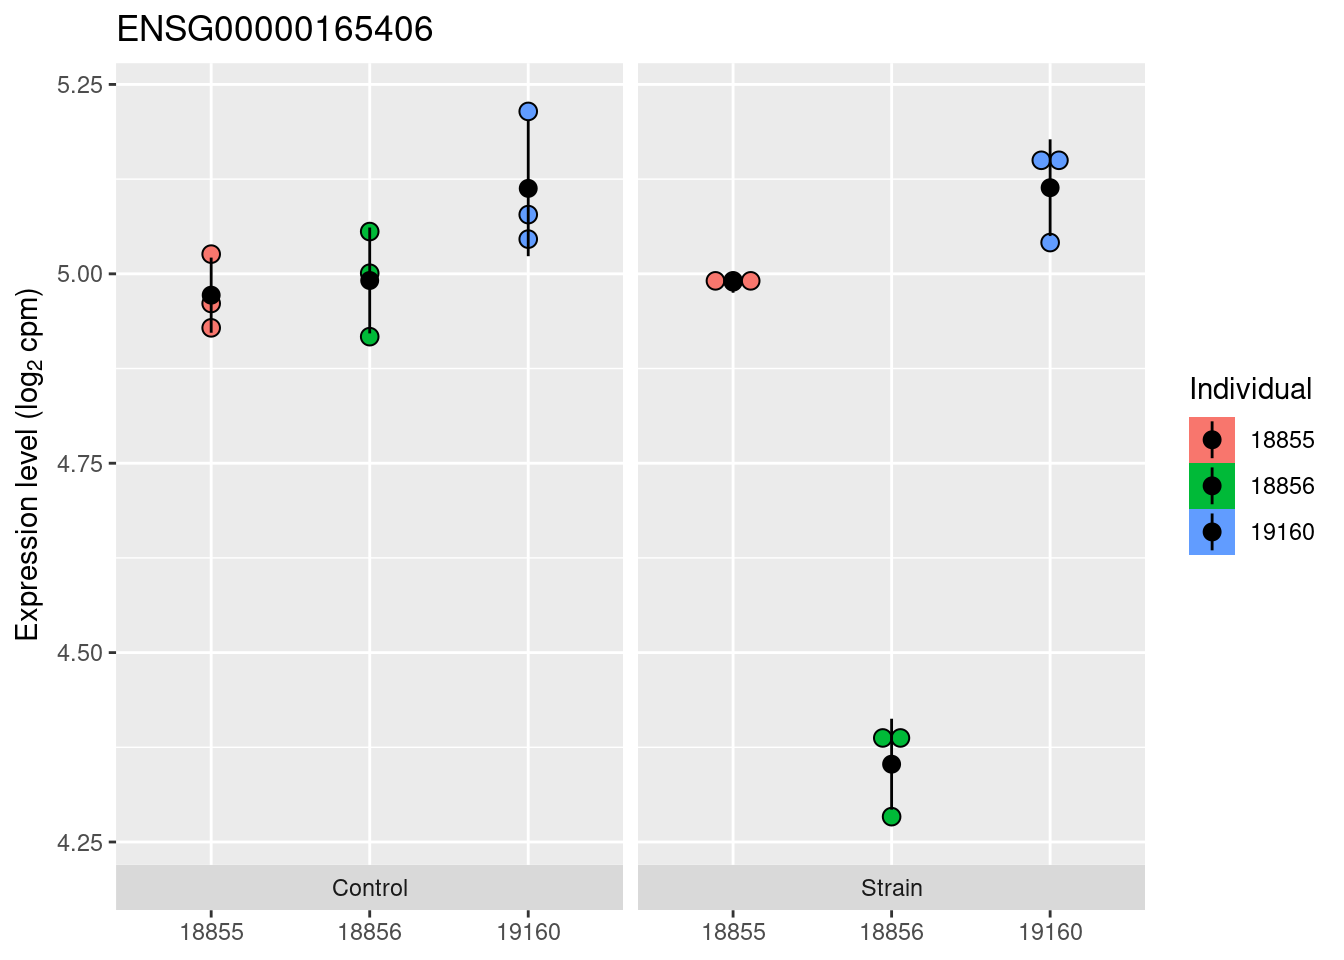 ENSG00000165406
Expression level (log₂ cpm)
5.25
5.00
4.75
4.50
4.25
Control
Strain
18855
18856
19160
18855
18856
19160
Individual
18855
18856
19160